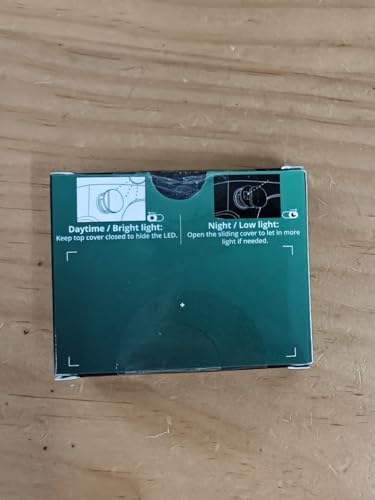 Daytime / Bright light:
Keep top cover closed to hide the LED.
Night / Low light:
Open the sliding cover to let in more
light if needed.